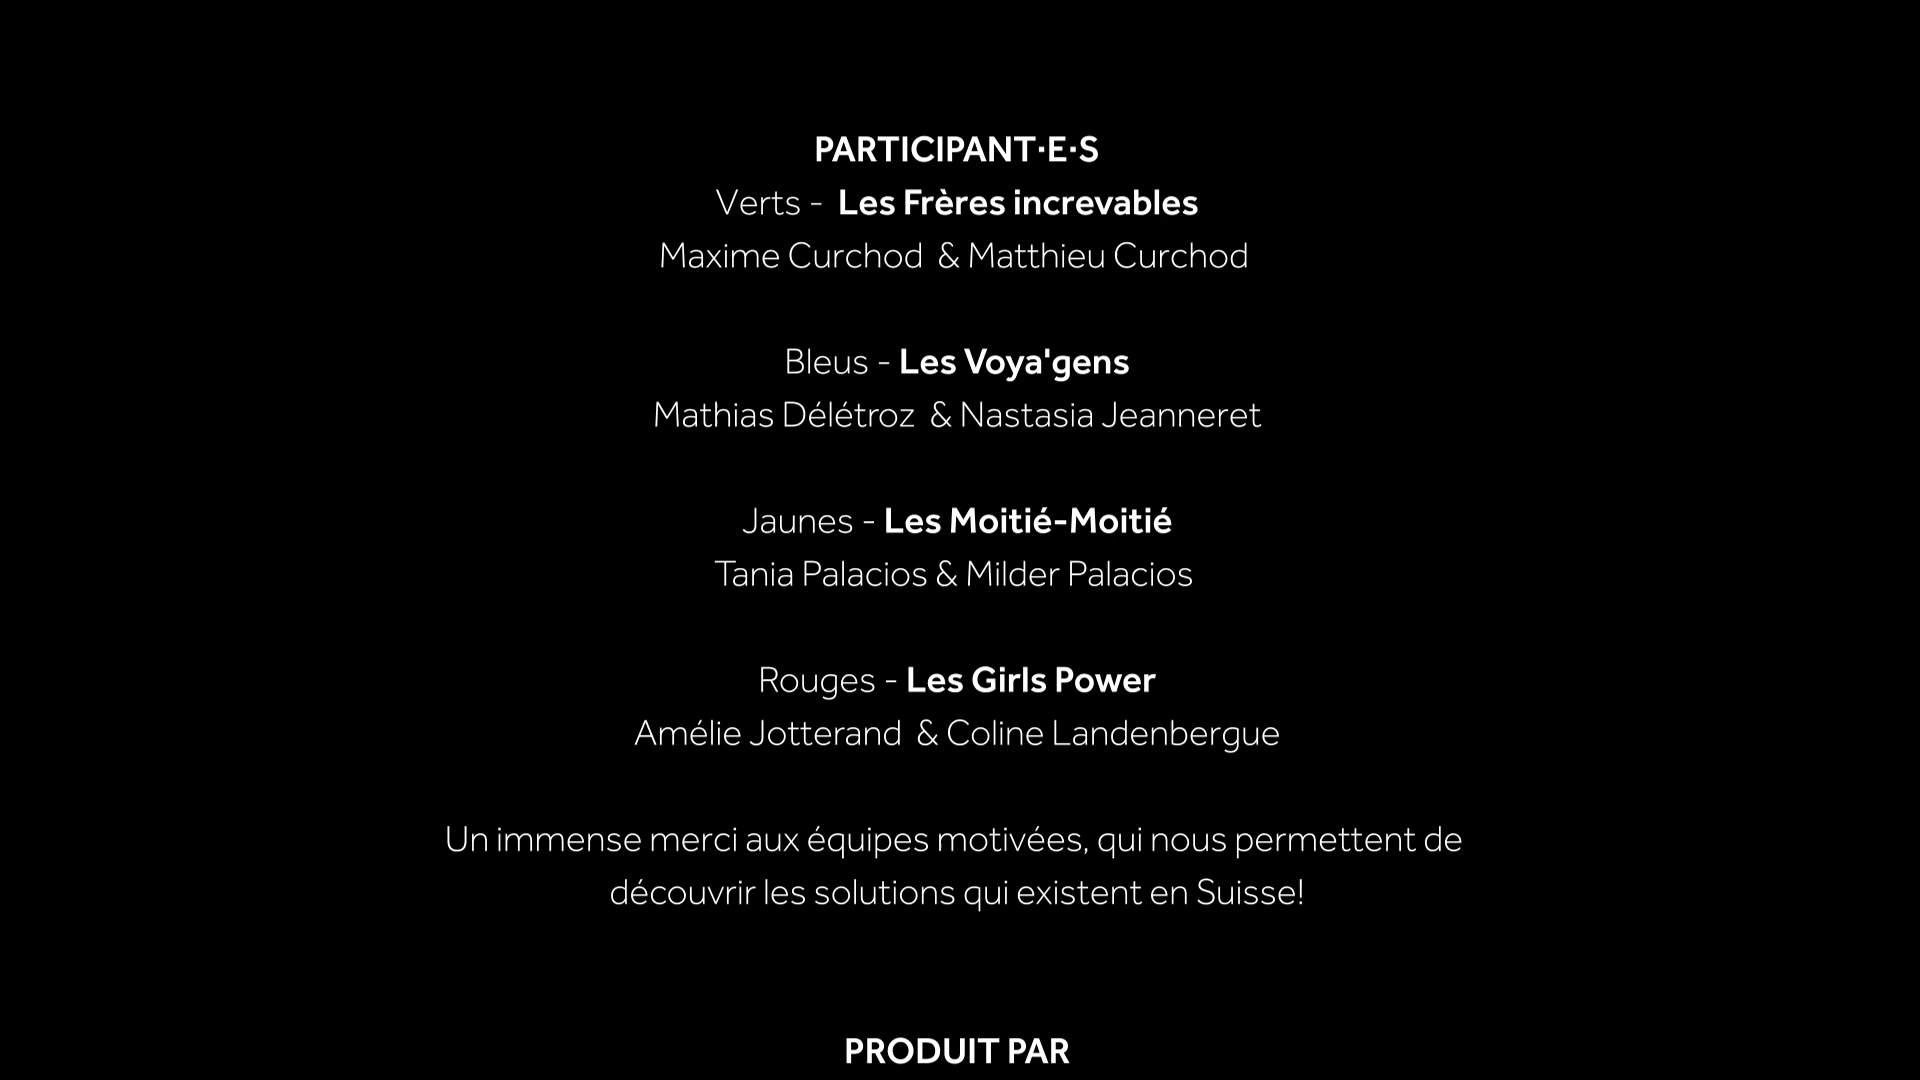 PARTICIPANT·E·S
Verts - Les Frères increvables
Maxime Curchod & Matthieu Curchod
Bleus - Les Voya'gens
Mathias Délétroz & Nastasia Jeanneret
Jaunes - Les Moitié-Moitié
Tania Palacios & Milder Palacios
Rouges - Les Girls Power
Amélie Jotterand & Coline Landenbergue
Un immense merci aux équipes motivées, qui nous permettent de
découvrir les solutions qui existent en Suisse!
PRODUIT PAR